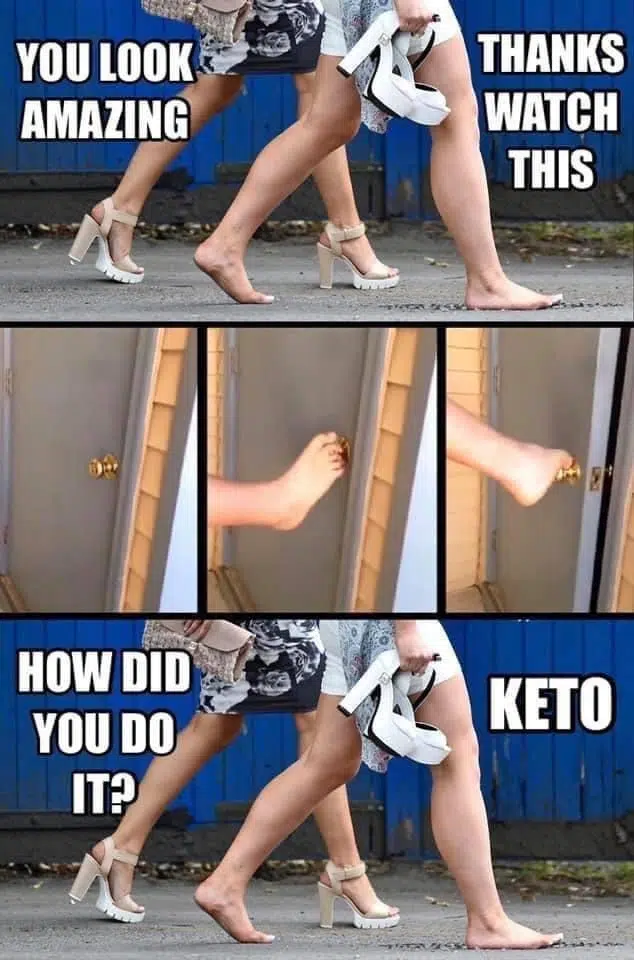 YOU LOOK
AMAZING
THANKS
WATCH
THIS
HOW DID
YOU DO
IT?
KETO